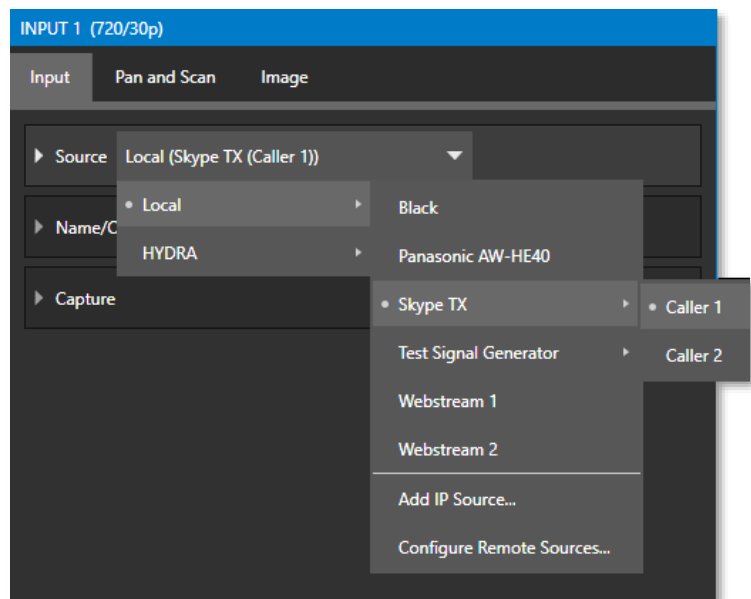 INPUT 1 (720/30p)
Input Pan and Scan Image
Source Local (Skype TX (Caller 1))
Local
Name/C
HYDRA
Capture
Black
Panasonic AW-HE40
Skype TX
Test Signal Generator
Webstream 1
Webstream 2
Add IP Source...
Configure Remote Sources...
Caller 1
Caller 2